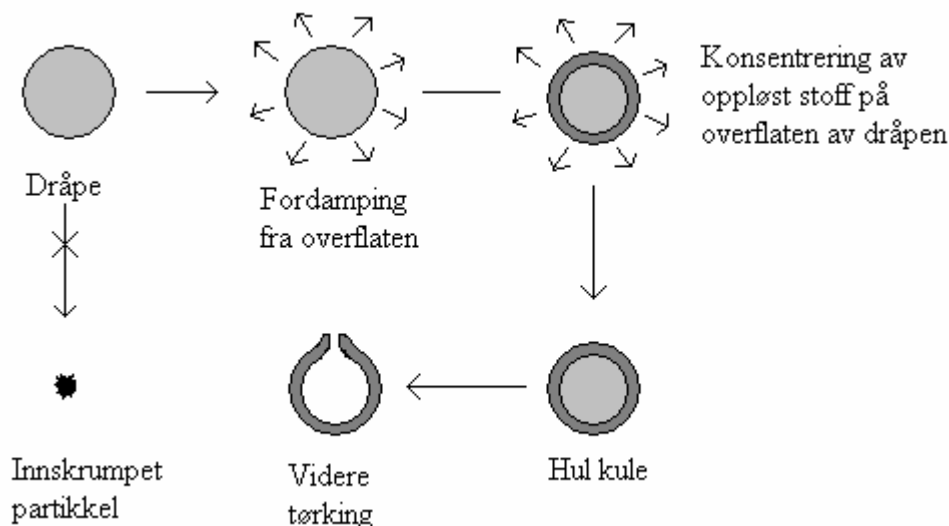 Dråpe
Fordamping
fra overflaten
Konsentrering av
oppløst stoff på
overflaten av dråpen
Innskrumpet
partikkel
Videre
tørking
Hul kule